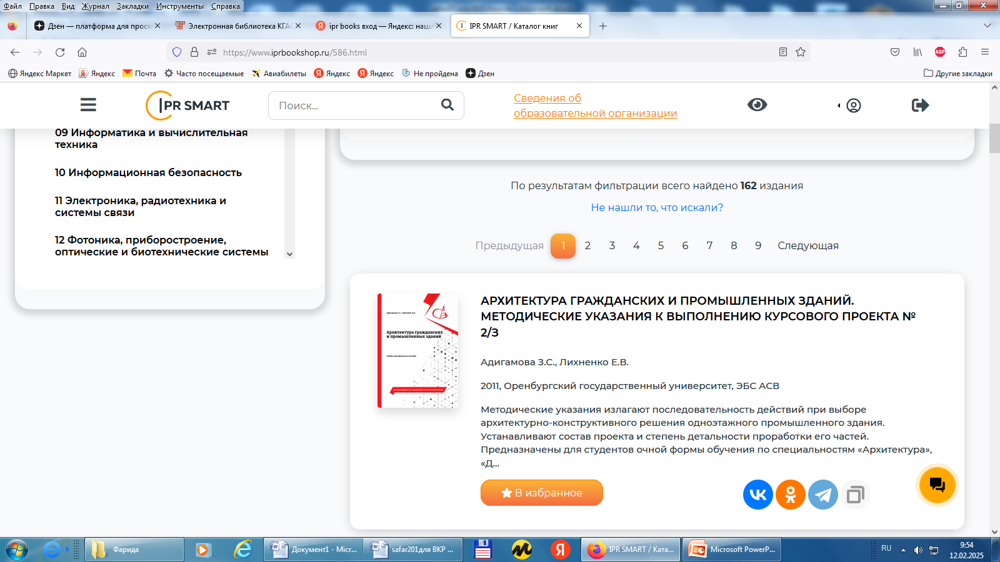 Файл Правка Вид Журнал Закладки Инструменты Справка
Дзен — платформа для просм
Электронная библиотека КГАС
ipr books вход — Яндекс: нашл
IPR SMART / Каталог книг
https://www.iprbookshop.ru/586.html
ABP
Яндекс Маркет
Яндекс
Почта
Часто посещаемые
Авиабилеты
Яндекс
Яндекс
Не пройдена
Дзен
Другие закладки
IPR SMART
Поиск...
Сведения об
образовательной организации
09 Информатика и вычислительная
техника
10 Информационная безопасность
11 Электроника, радиотехника и
системы связи
12 Фотоника, приборостроение,
оптические и биотехнические системы
По результатам фильтрации всего найдено 162 издания
Не нашли то, что искали?
Предыдущая 1 2 3 4 5 6 7 8 9 Следующая
Архитектура гражданских
и промышленных зданий
АРХИТЕКТУРА ГРАЖДАНСКИХ И ПРОМЫШЛЕННЫХ ЗДАНИЙ.
МЕТОДИЧЕСКИЕ УКАЗАНИЯ К ВЫПОЛНЕНИЮ КУРСОВОГО ПРОЕКТА №
2/3
Адигамова З.С., Лихненко Е.В.
2011, Оренбургский государственный университет, ЭБС АСВ
Методические указания излагают последовательность действий при выборе
архитектурно-конструктивного решения одноэтажного промышленного здания.
Устанавливают состав проекта и степень детальности проработки его частей.
Предназначены для студентов очной формы обучения по специальностям «Архитектура»,
«Д...
В избранное
Фарида
Документ1 - Micr...
safar201для ВКР ...
IPR SMART / Ката...
Microsoft PowerP...
RU
9:54
12.02.2025